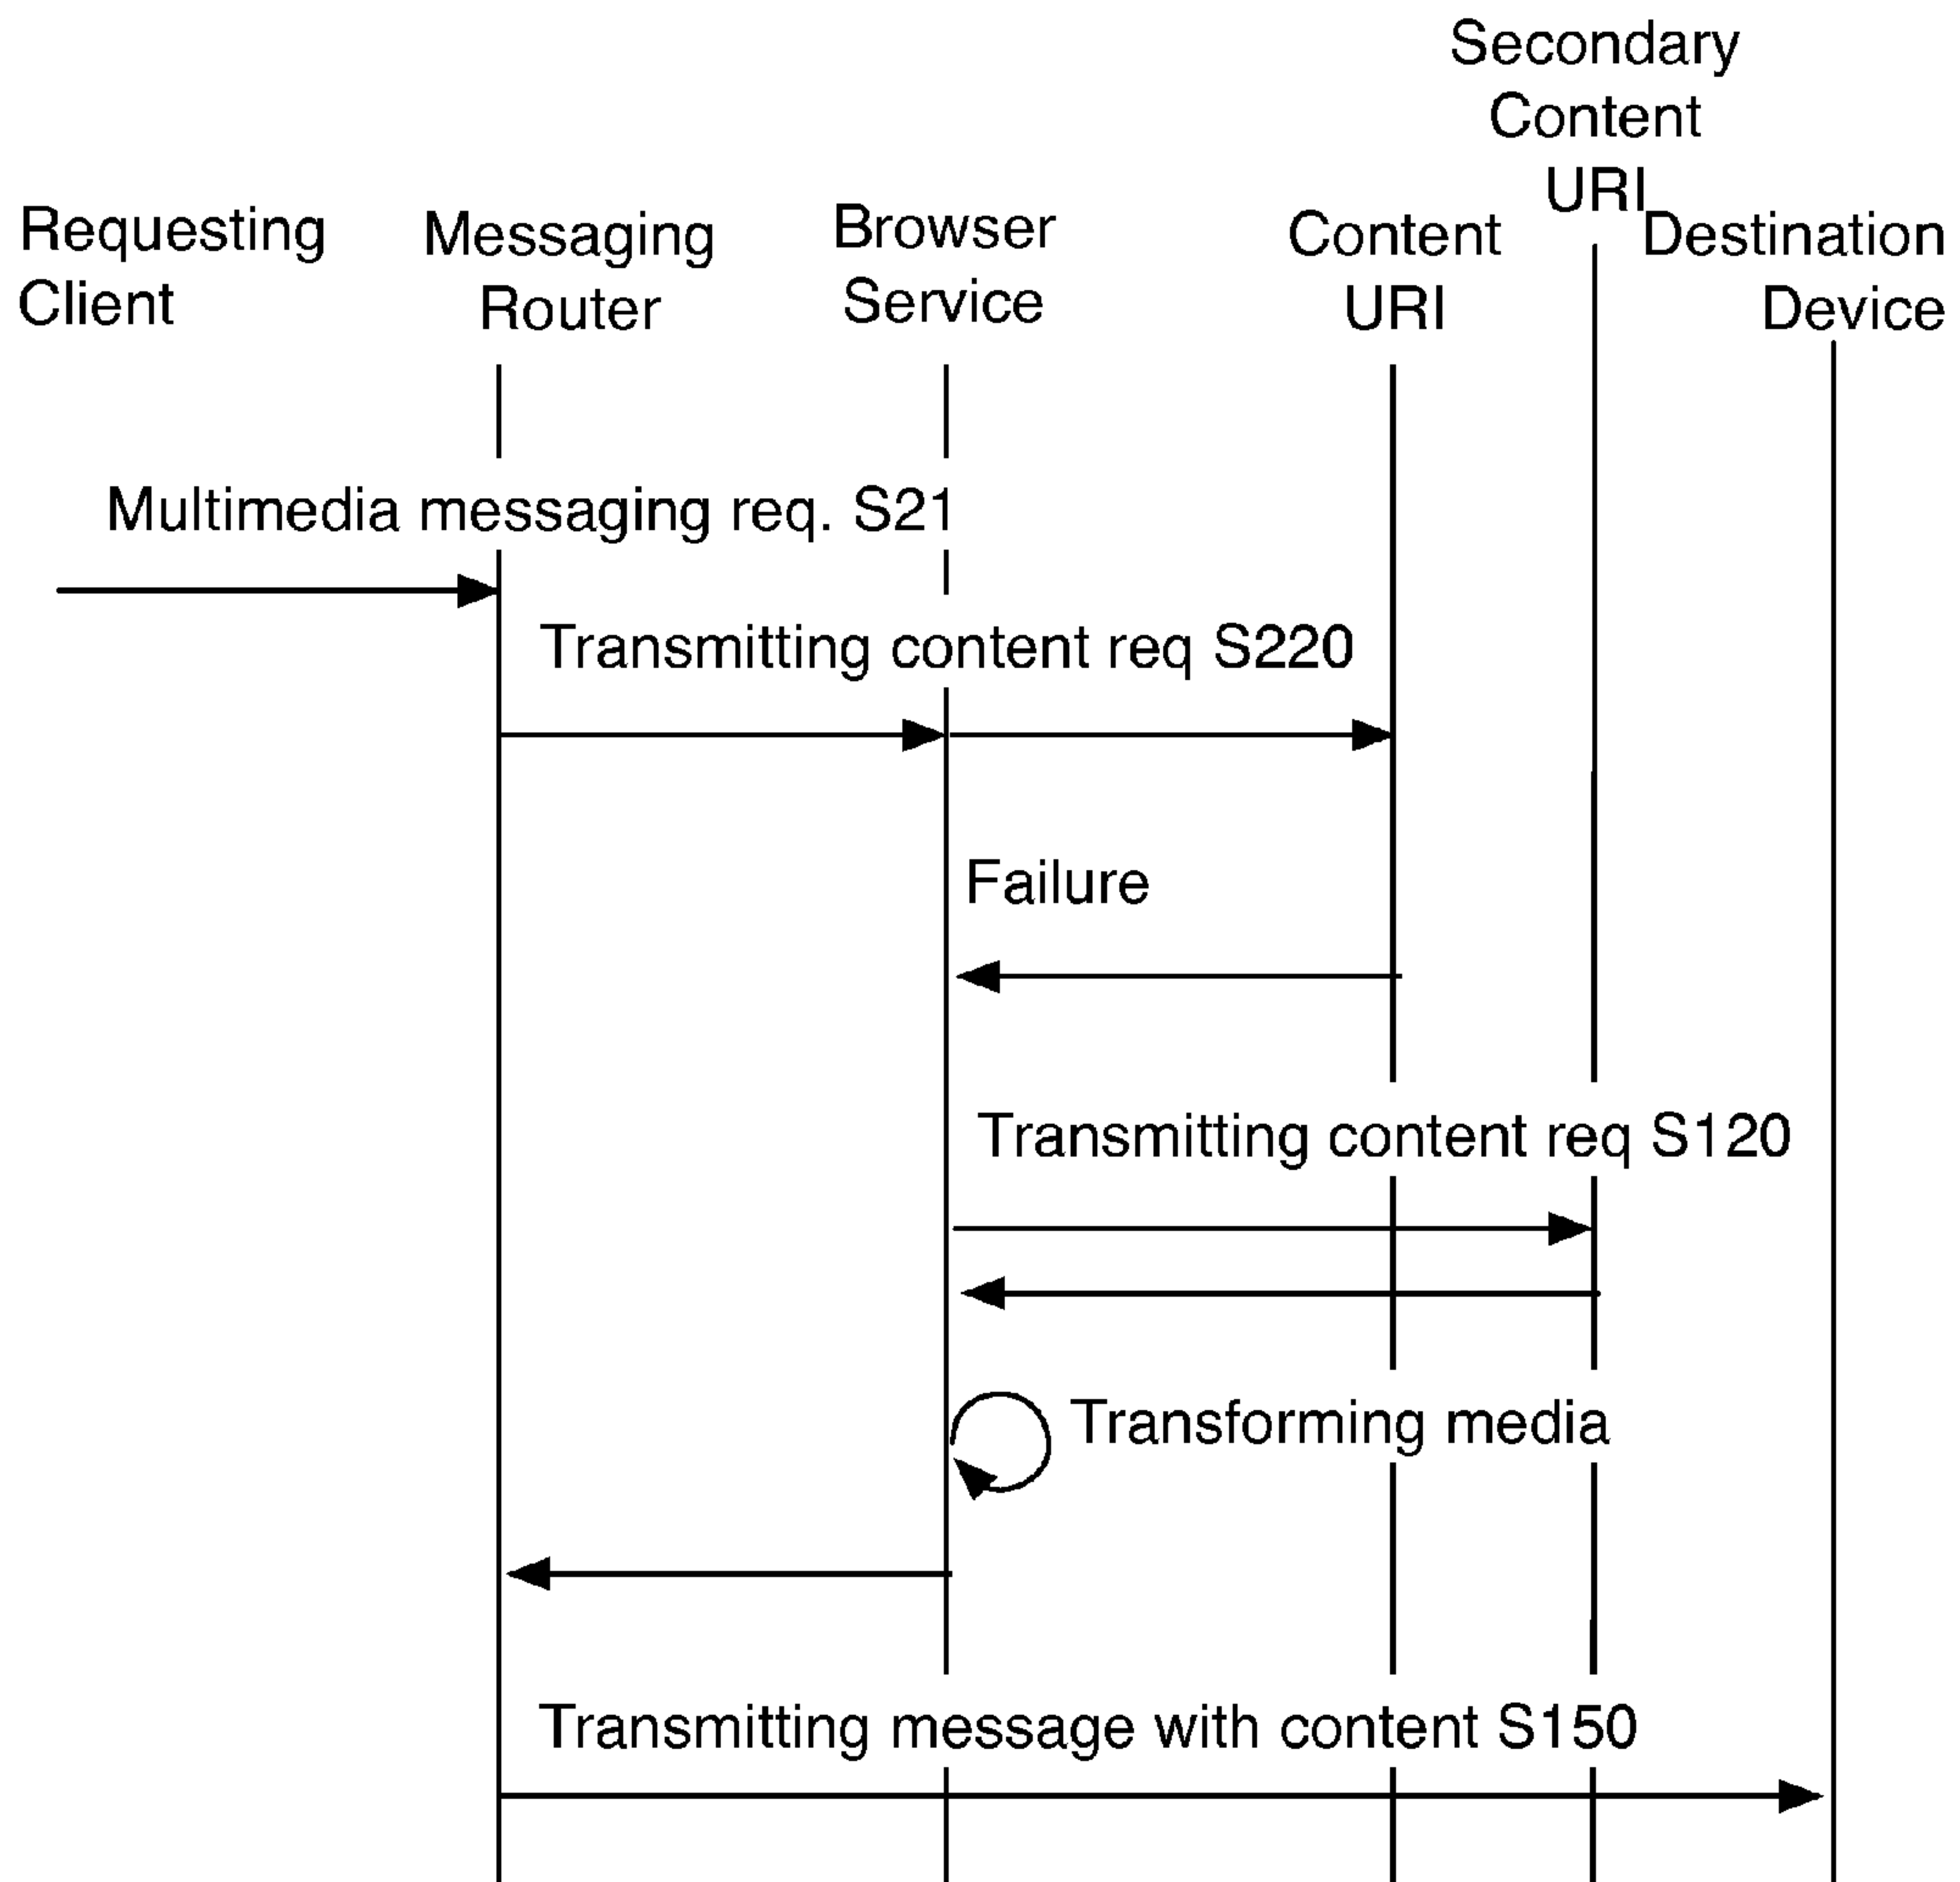 Secondary
Content
URI
Requesting
Client
Messaging
Router
Browser
Service
Content
URI
Destination
Device
Multimedia messaging req. S21
Transmitting content req S220
Failure
Transmitting content req S120
Transforming media
Transmitting message with content S150